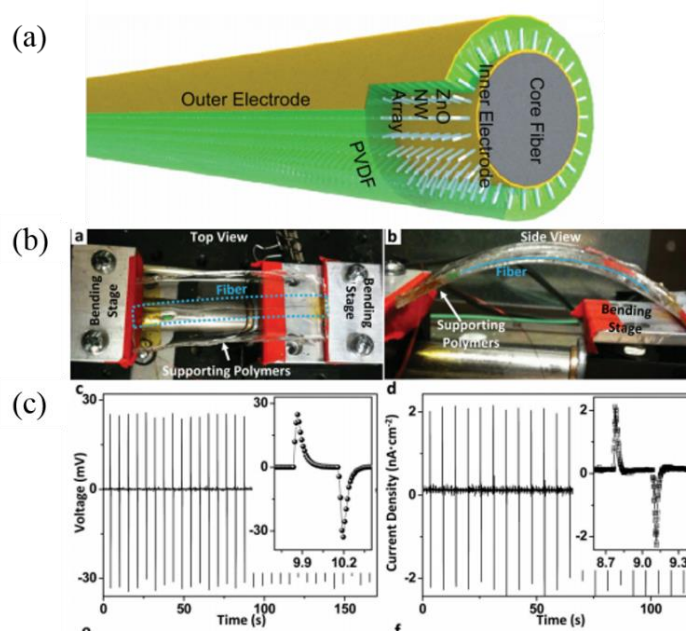 (a)
Outer Electrode
PVDF
ZnO
NW
Array
Inner Electrode
Core Fiber
(b)
a
Top View
Bending
Stage
Fiber
Bending
Stage
Supporting Polymers
b
Side View
Fiber
Supporting
Polymers
Bending
Stage
(c)
c
Voltage (mV)
30
0
-30
0 50 100 150
Time (s)
30
0
-30
9.9 10.2
d
Current Density (nA·cm-2)
2
0
-2
0 50 100
Time (s)
2
0
-2
8.7 9.0 9.3